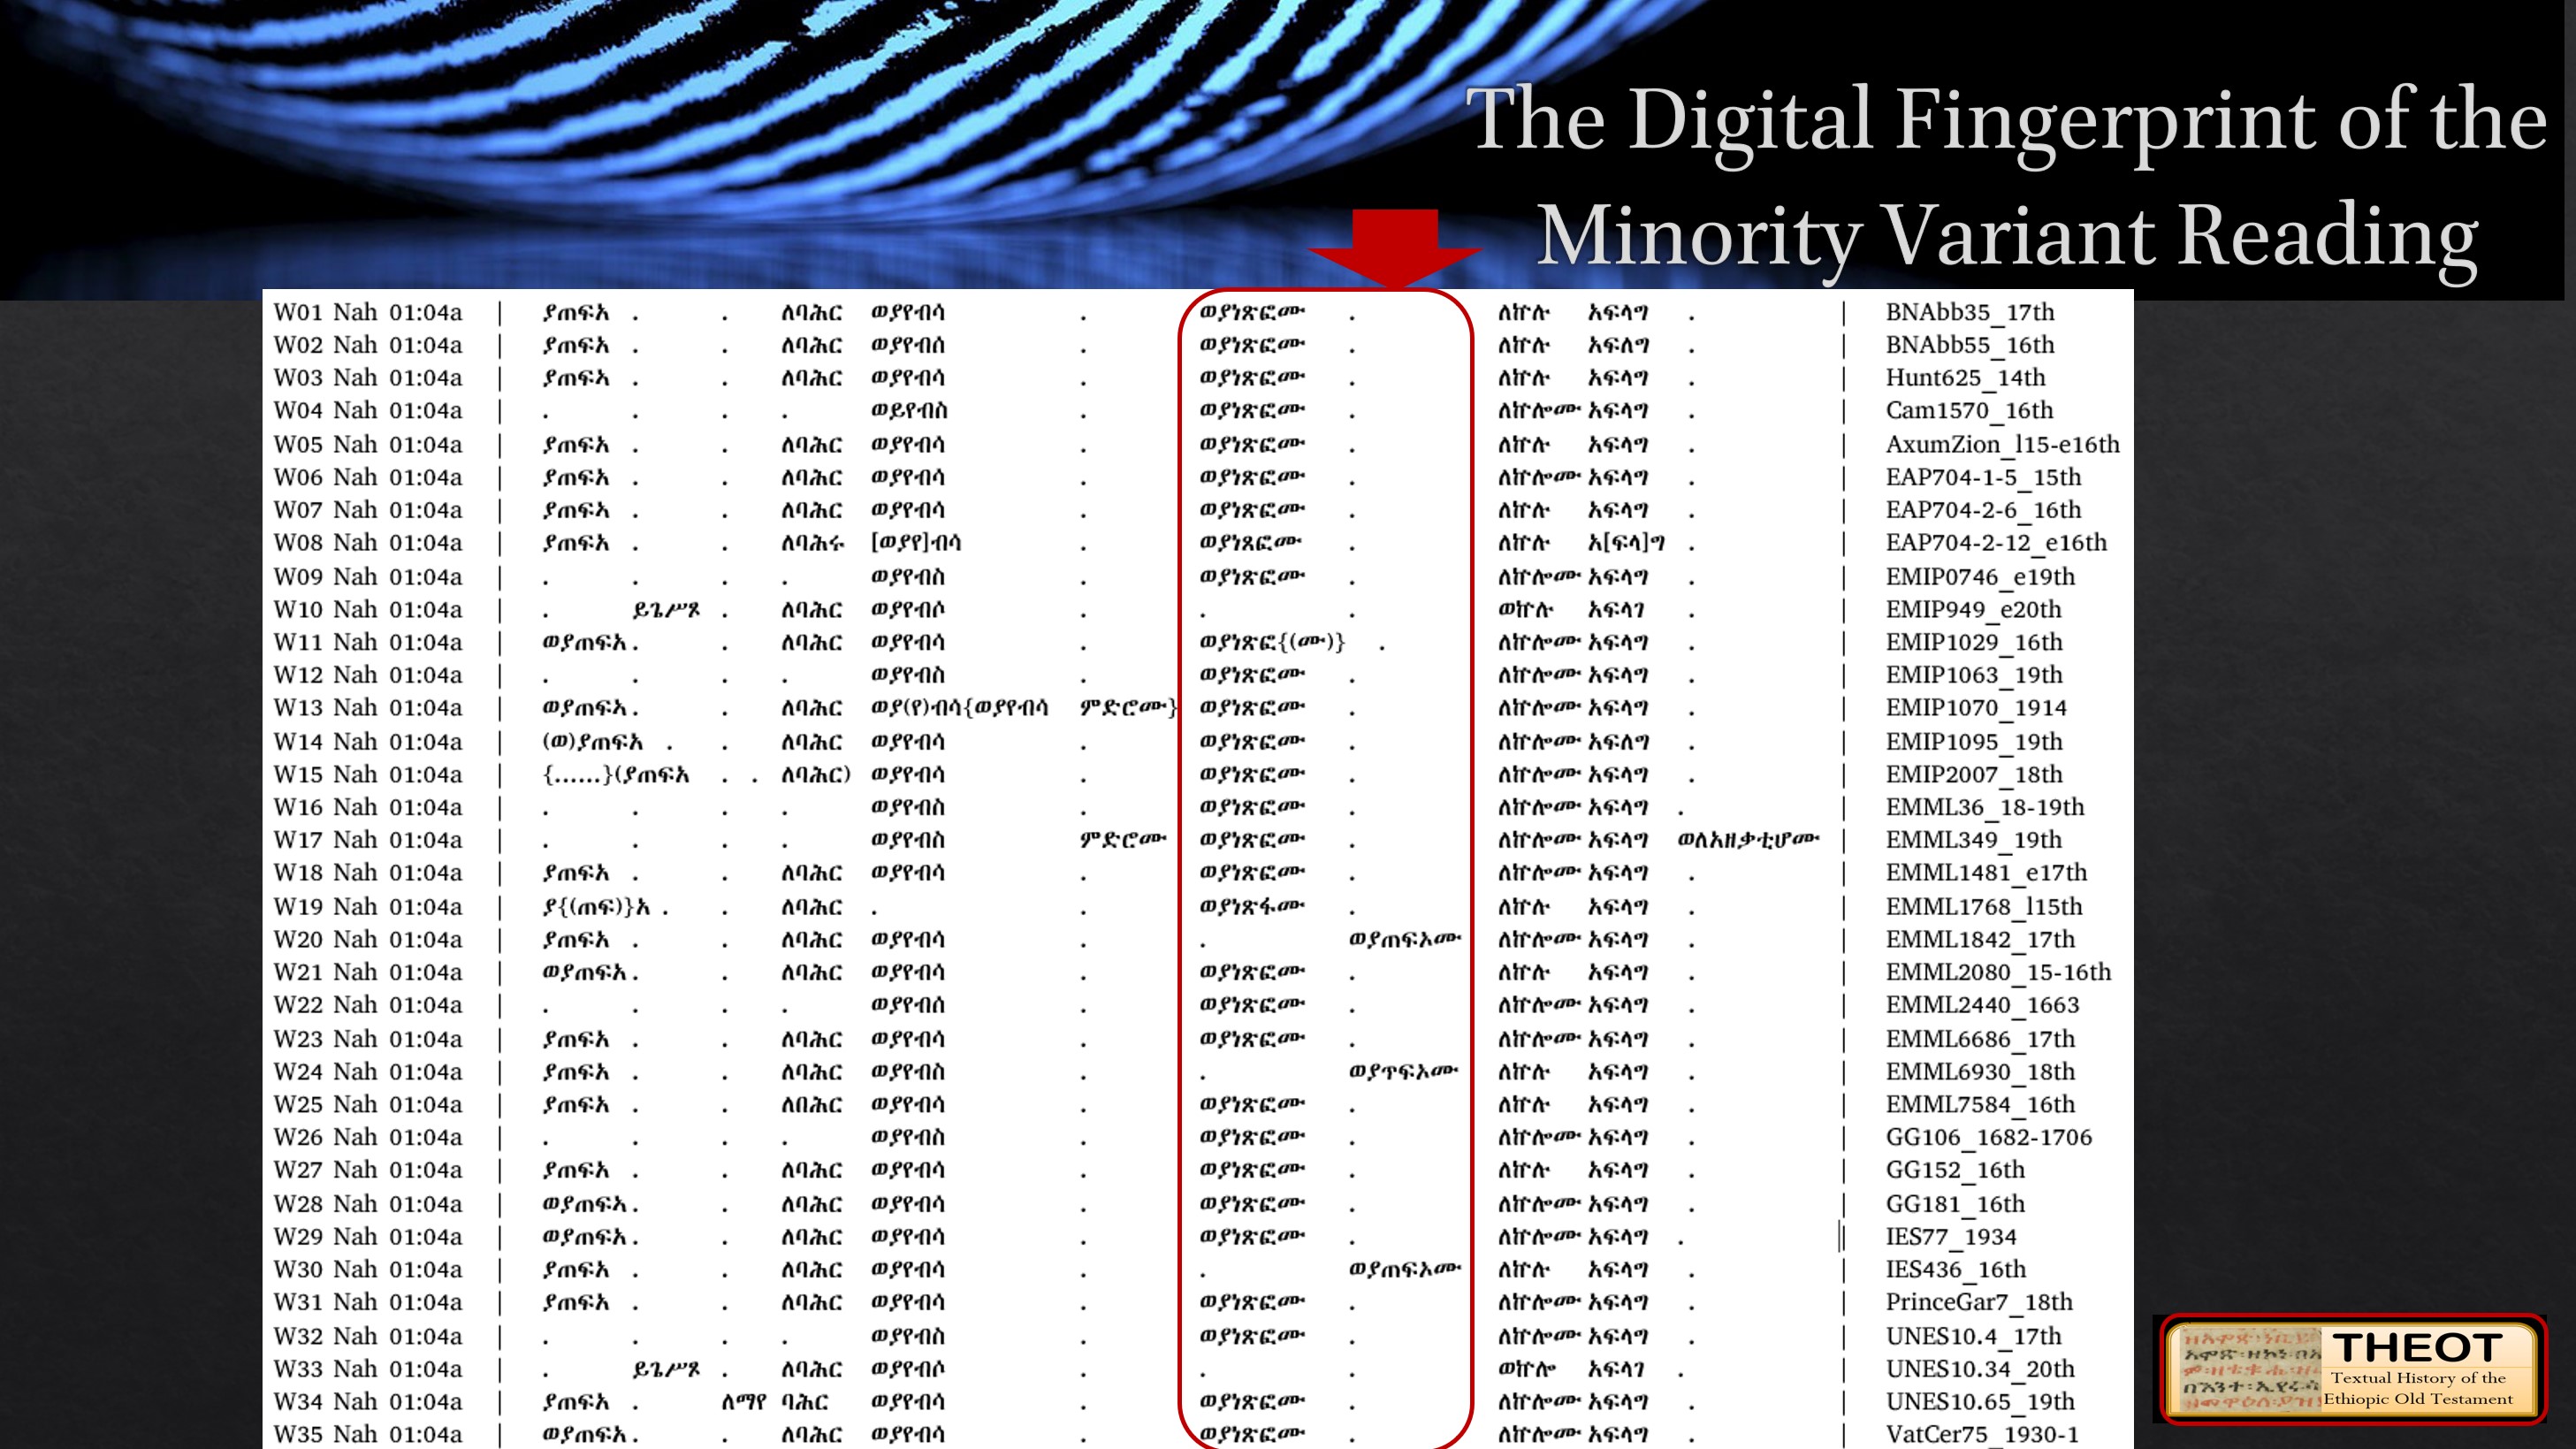 The Digital Fingerprint of the
Minority Variant Reading
W01 Nah 01:04a | ያጠፍአ . . ለባሕር ወያየብሳ . ወያነጽፎሙ . ለኵሉ አፍላግ . | BNAbb35_17th
W02 Nah 01:04a | ያጠፍአ . . ለባሕር ወያየብሰ . ወያነጽፎሙ . ለኵሉ አፍለግ . | BNAbb55_16th
W03 Nah 01:04a | ያጠፍኣ . . ለባሕር ወያየብሳ . ወያነጽፎሙ . ለኵሉ አፍላግ . | Hunt625_14th
W04 Nah 01:04a | . . . . ወይየብስ . ወያነጽፎሙ . ለኵሎሙ አፍላግ . | Cam1570_16th
W05 Nah 01:04a | ያጠፍአ . . ለባሕር ወያየብሳ . ወያነጽፎሙ . ለኵሉ አፍላግ . | AxumZion_l15-e16th
W06 Nah 01:04a | ያጠፍአ . . ለባሕር ወያየብሳ . ወያነጽፎሙ . ለኵሎሙ አፍላግ . | EAP704-1-5_15th
W07 Nah 01:04a | ያጠፍኣ . . ለባሕር ወያየብሳ . ወያነጽፎሙ . ለኵሉ አፍላግ . | EAP704-2-6_16th
W08 Nah 01:04a | ያጠፍአ . . ለባሕሩ [ወያየ]ብሳ . ወያነጸፎሙ . ለኵሉ አ[ፍላ]ግ . | EAP704-2-12_e16th
W09 Nah 01:04a | . . . . ወያየብስ . ወያነጽፎሙ . ለኵሎሙ አፍላግ . | EMIP0746_e19th
W10 Nah 01:04a | . ይጌሥጾ . ለባሕር ወያየብሶ . . . ወኵሉ አፍላገ . | EMIP949_e20th
W11 Nah 01:04a | ወያጠፍአ . . ለባሕር ወያየብሳ . ወያነጽፎ{(ሙ)} . ለኵሎሙ አፍላግ . | EMIP1029_16th
W12 Nah 01:04a | . . . . ወያየብስ . ወያነጽፎሙ . ለኵሎሙ አፍላግ . | EMIP1063_19th
W13 Nah 01:04a | ወያጠፍኣ . . ለባሕር ወያ(የ)ብሳ{ወያየብሳ ምድሮሙ} ወያነጽፎሙ . ለኵሎሙ አፍላግ . | EMIP1070_1914
W14 Nah 01:04a | (ወ)ያጠፍአ . . ለባሕር ወያየብሳ . ወያነጽፎሙ . ለኵሎሙ አፍለግ . | EMIP1095_19th
W15 Nah 01:04a | {......}(ያጠፍአ . . ለባሕር) ወያየብሳ . ወያነጽፎሙ . ለኵሎሙ አፍላግ . | EMIP2007_18th
W16 Nah 01:04a | . . . . ወያየብስ . ወያነጽፎሙ . ለኵሎሙ አፍላግ . | EMML36_18-19th
W17 Nah 01:04a | . . . . ወያየብስ ምድሮሙ ወያነጽፎሙ . ለኵሎሙ አፍላግ ወለአዘቃቲሆሙ | EMML349_19th
W18 Nah 01:04a | ያጠፍአ . . ለባሕር ወያየብሳ . ወያነጽፎሙ . ለኵሎሙ አፍላግ . | EMML1481_e17th
W19 Nah 01:04a | ያ{(ጠፍ)}አ . . ለባሕር . . ወያነጽፋሙ . ለኵሉ አፍላግ . | EMML1768_l15th
W20 Nah 01:04a | ያጠፍአ . . ለባሕር ወያየብሳ . . ወያጠፍኦሙ ለኵሎሙ አፍላግ . | EMML1842_17th
W21 Nah 01:04a | ወያጠፍአ . . ለባሕር ወያየብሳ . ወያነጽፎሙ . ለኵሉ አፍላግ . | EMML2080_15-16th
W22 Nah 01:04a | . . . . ወያየብሰ . ወያነጽፎሙ . ለኵሎሙ አፍላግ . | EMML2440_1663
W23 Nah 01:04a | ያጠፍአ . . ለባሕር ወያየብሳ . ወያነጽፎሙ . ለኵሎሙ አፍላግ . | EMML6686_17th
W24 Nah 01:04a | ያጠፍኣ . . ለባሕር ወያየብስ . . ወያጥፍኦሙ ለኵሉ አፍላግ . | EMML6930_18th
W25 Nah 01:04a | ያጠፍአ . . ለበሕር ወያየብሳ . ወያነጽፎሙ . ለኵሉ አፍላግ . | EMML7584_16th
W26 Nah 01:04a | . . . . ወያየብስ . ወያነጽፎሙ . ለኵሎሙ አፍላግ . | GG106_1682-1706
W27 Nah 01:04a | ያጠፍአ . . ለባሕር ወያየብሳ . ወያነጽፎሙ . ለኵሉ አፍላግ . | GG152_16th
W28 Nah 01:04a | ወያጠፍኣ . . ለባሕር ወያየብሳ . ወያነጽፎሙ . ለኵሎሙ አፍላግ . | GG181_16th
W29 Nah 01:04a | ወያጠፍአ . . ለባሕር ወያየብሳ . ወያነጽፎሙ . ለኵሎሙ አፍላግ . | IES77_1934
W30 Nah 01:04a | ያጠፍአ . . ለባሕር ወያየብሳ . . ወያጠፍኦሙ ለኵሉ አፍላግ . | IES436_16th
W31 Nah 01:04a | ያጠፍአ . . ለባሕር ወያየብሳ . ወያነጽፎሙ . ለኵሎሙ አፍላግ . | PrinceGar7_18th
W32 Nah 01:04a | . . . . ወያየብስ . ወያነጽፎሙ . ለኵሎሙ አፍላግ . | UNES10.4_17th
W33 Nah 01:04a | . ይጌሥጾ . ለባሕር ወያየብሶ . . . ወኵሎ አፍላገ . | UNES10.34_20th
W34 Nah 01:04a | ያጠፍአ . ለማየ ባሕር ወያየብሳ . ወያነጽፎሙ . ለኵሎሙ አፍላግ . | UNES10.65_19th
W35 Nah 01:04a | ወያጠፍአ . . ለባሕር ወያየብሳ . ወያነጽፎሙ . ለኵሎሙ አፍላግ . | VatCer75_1930-1
THEOT
Textual History of the
Ethiopic Old Testament